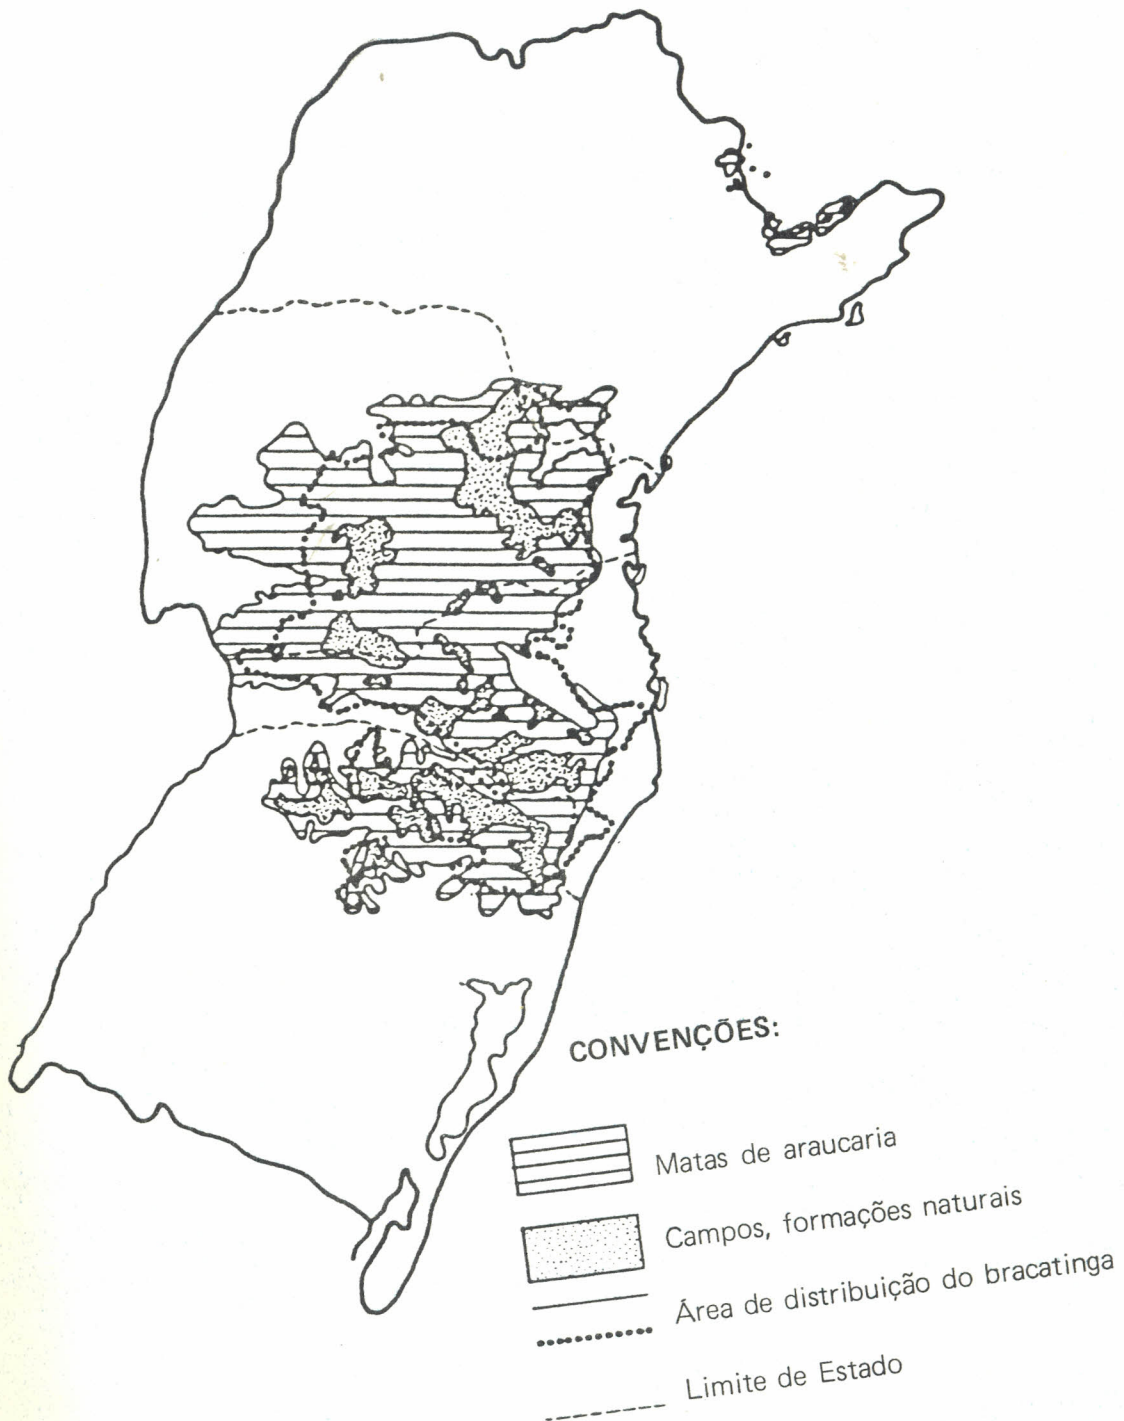 CONVENÇÕES:
Matas de araucaria
Campos, formações naturais
Área de distribuição do bracatinga
Limite de Estado